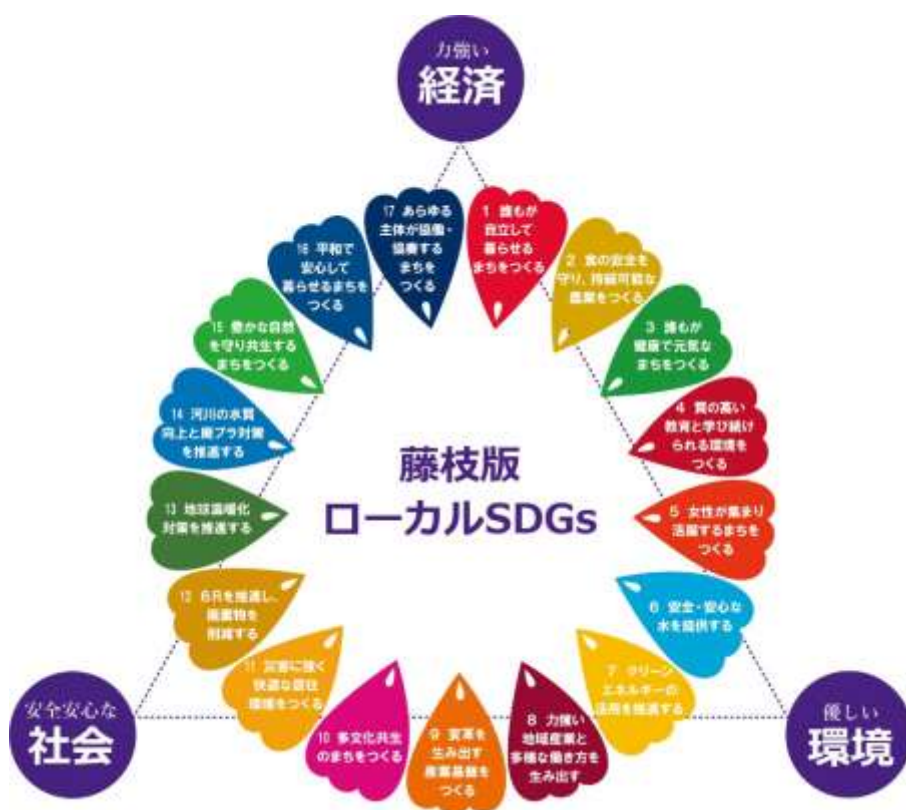 力強い
経済
1 誰もが
自立して
暮らせる
まちをつくる
2 食の安全を
守り、持続可能な
農業をつくる
3 誰もが
健康で元気な
まちをつくる
4 質の高い
教育と学び続け
られる環境を
つくる
5 女性が集まり
活躍するまちを
つくる
6 安全・安心な
水を提供する
7 クリーン
エネルギーの
活用を推進する
8 力強い
地域産業と
多様な働き方を
生み出す
9 変革を
生み出す
産業基盤を
つくる
10 多文化共生
のまちをつくる
11 災害に強く
快適な居住
環境をつくる
12 6Rを推進し、
廃棄物を
削減する
13 地球温暖化
対策を推進する
14 河川の水質
向上と廃プラ対策
を推進する
15 豊かな自然
を守り共生する
まちをつくる
16 平和で
安心して
暮らせるまちを
つくる
17 あらゆる
主体が協働・
協奏する
まちを
つくる
藤枝版
ローカルSDGs
安全安心な
社会
優しい
環境